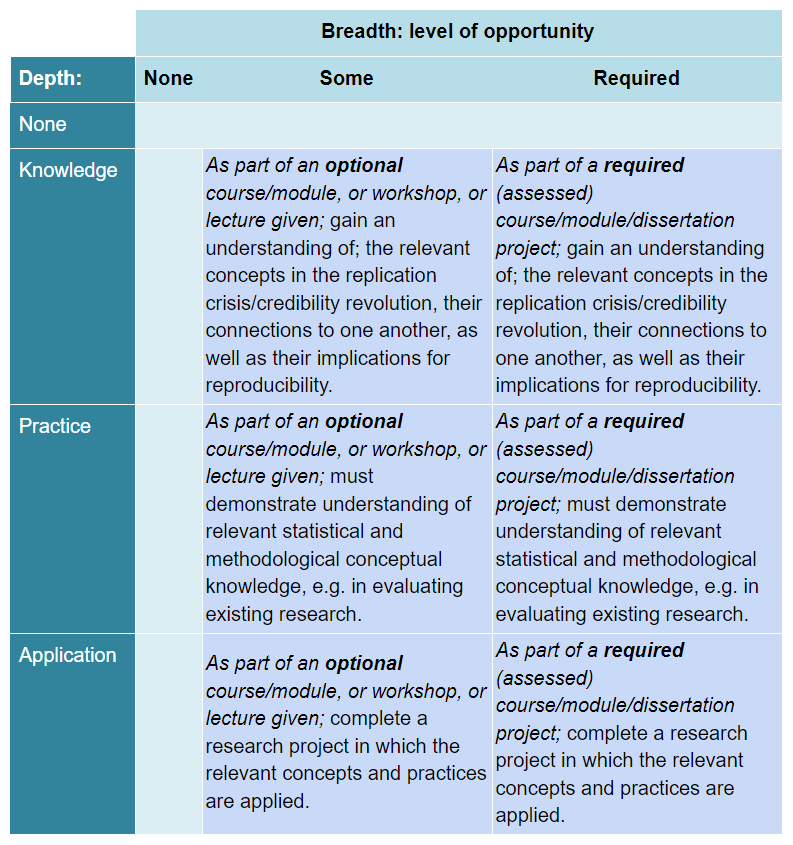 Breadth: level of opportunity
Depth:
None
Some
Required
None
Knowledge
As part of an optional
course/module, or workshop, or
lecture given; gain an
understanding of; the relevant
concepts in the replication
crisis/credibility revolution, their
connections to one another, as
well as their implications for
reproducibility.
As part of a required
(assessed)
course/module/dissertation
project; gain an understanding
of; the relevant concepts in the
replication crisis/credibility
revolution, their connections to
one another, as well as their
implications for reproducibility.
Practice
As part of an optional
course/module, or workshop, or
lecture given; must
demonstrate understanding of
relevant statistical and
methodological conceptual
knowledge, e.g. in evaluating
existing research.
As part of a required
(assessed)
course/module/dissertation
project; must demonstrate
understanding of relevant
statistical and methodological
conceptual knowledge, e.g. in
evaluating existing research.
Application
As part of an optional
course/module, or workshop, or
lecture given; complete a
research project in which the
relevant concepts and practices
are applied.
As part of a required
(assessed)
course/module/dissertation
project; complete a research
project in which the relevant
concepts and practices are
applied.